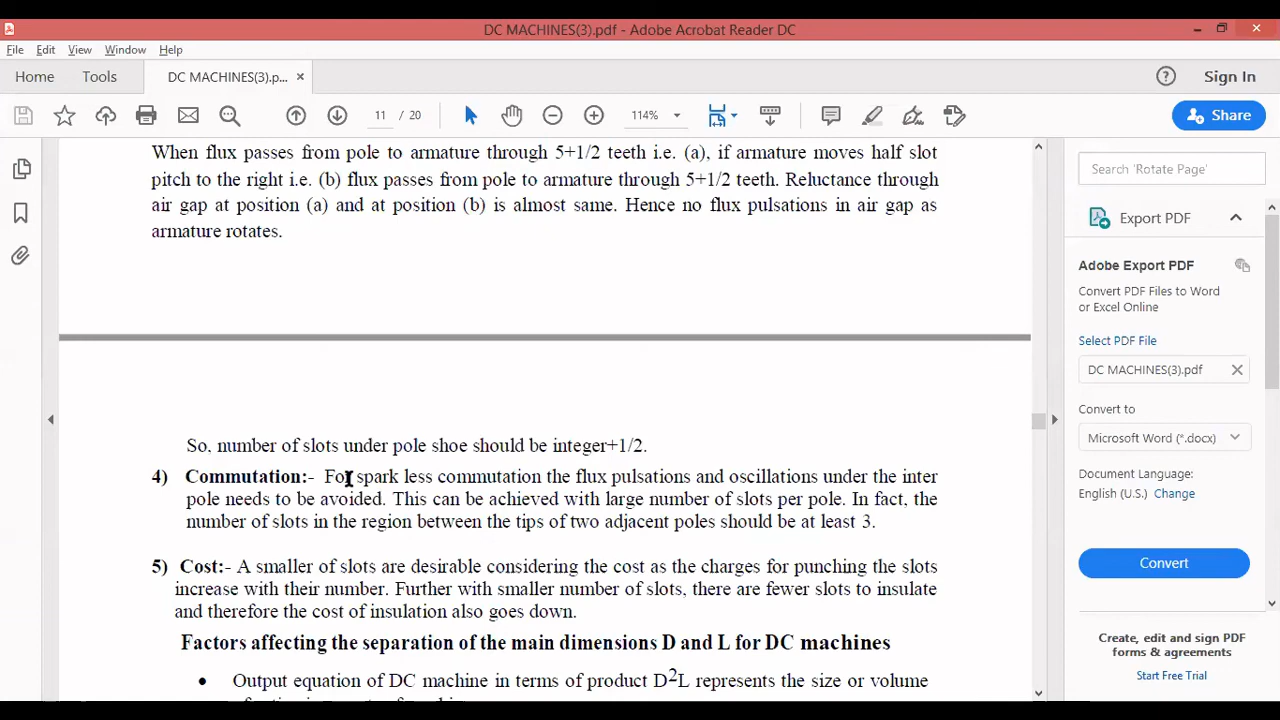 DC MACHINES(3).pdf - Adobe Acrobat Reader DC
File Edit View Window Help
Home Tools DC MACHINES(3).p... × Sign In
11 / 20 114% Share
When flux passes from pole to armature through 5+1/2 teeth i.e. (a), if armature moves half slot
pitch to the right i.e. (b) flux passes from pole to armature through 5+1/2 teeth. Reluctance through
air gap at position (a) and at position (b) is almost same. Hence no flux pulsations in air gap as
armature rotates.
So, number of slots under pole shoe should be integer+1/2.
4) Commutation:- For spark less commutation the flux pulsations and oscillations under the inter
pole needs to be avoided. This can be achieved with large number of slots per pole. In fact, the
number of slots in the region between the tips of two adjacent poles should be at least 3.
5) Cost:- A smaller of slots are desirable considering the cost as the charges for punching the slots
increase with their number. Further with smaller number of slots, there are fewer slots to insulate
and therefore the cost of insulation also goes down.
Factors affecting the separation of the main dimensions D and L for DC machines
• Output equation of DC machine in terms of product D²L represents the size or volume
Search 'Rotate Page'
Export PDF
Adobe Export PDF
Convert PDF Files to Word
or Excel Online
Select PDF File
DC MACHINES(3).pdf
Convert to
Microsoft Word (*.docx)
Document Language:
English (U.S.) Change
Convert
Create, edit and sign PDF
forms & agreements
Start Free Trial